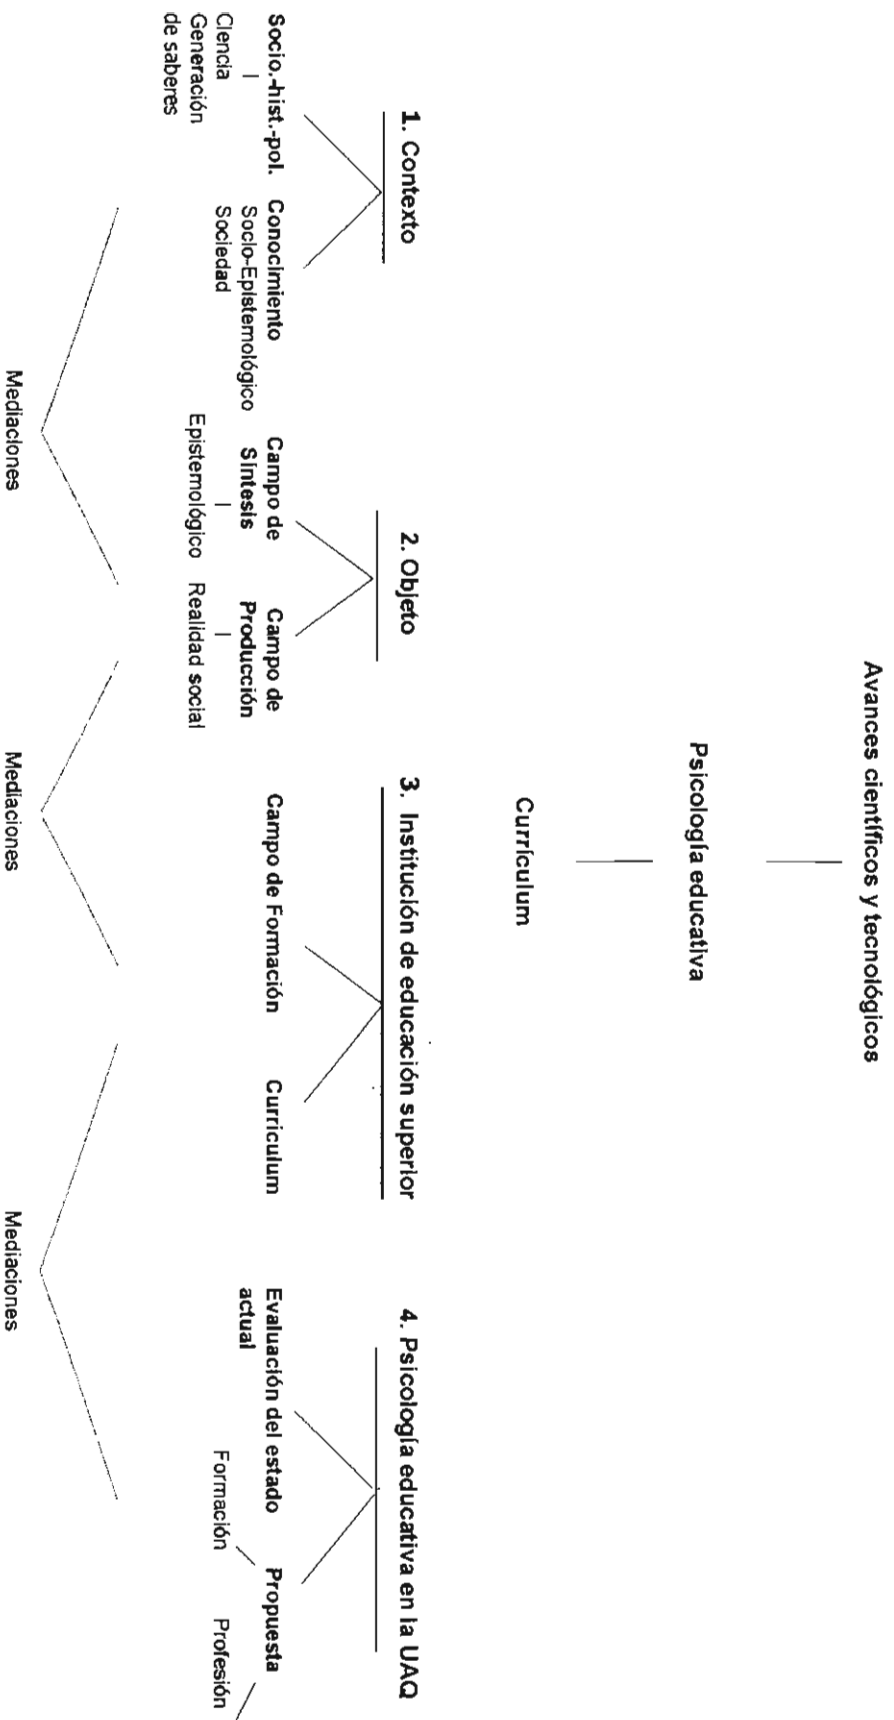 Avances científicos y tecnológicos
Psicología educativa
Currículum
1. Contexto
Socio.-hist.-pol.
Ciencia
Generación
de saberes
Conocimiento
Socio-Epistemológico
Sociedad
2. Objeto
Campo de
Síntesis
Epistemológico
Campo de
Producción
Realidad social
3. Institución de educación superior
Campo de Formación
Curriculum
4. Psicología educativa en la UAQ
Evaluación del estado
actual
Propuesta
Formación
Profesión
Mediaciones
Mediaciones
Mediaciones